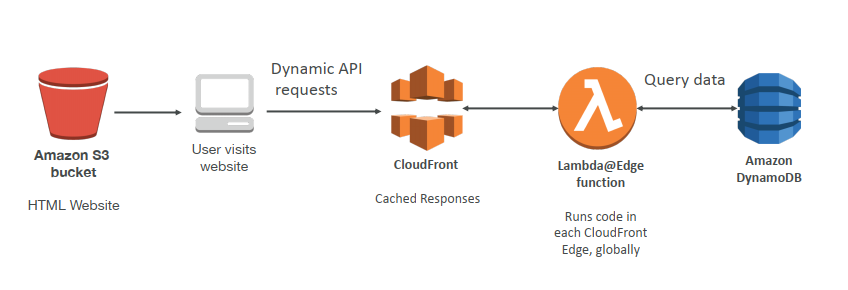 Dynamic API
requests
Query data
Amazon S3
bucket
HTML Website
User visits
website
CloudFront
Cached Responses
Lambda@Edge
function
Runs code in
each CloudFront
Edge, globally
Amazon
DynamoDB